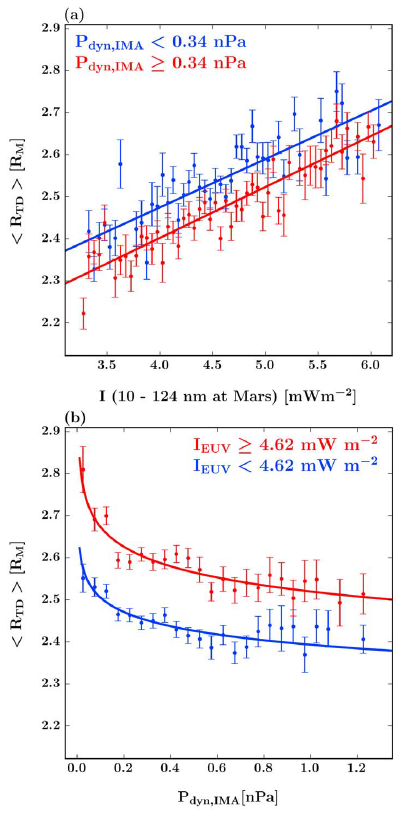 (a)
P_dyn,IMA < 0.34 nPa
P_dyn,IMA ≥ 0.34 nPa
2.9
2.8
2.7
2.6
2.5
2.4
2.3
2.2
< R_TD > [R_M]
3.5 4.0 4.5 5.0 5.5 6.0
I (10 - 124 nm at Mars) [mWm−2]
(b)
I_EUV ≥ 4.62 mW m−2
I_EUV < 4.62 mW m−2
2.9
2.8
2.7
2.6
2.5
2.4
2.3
2.2
< R_TD > [R_M]
0.0 0.2 0.4 0.6 0.8 1.0 1.2
P_dyn,IMA[nPa]